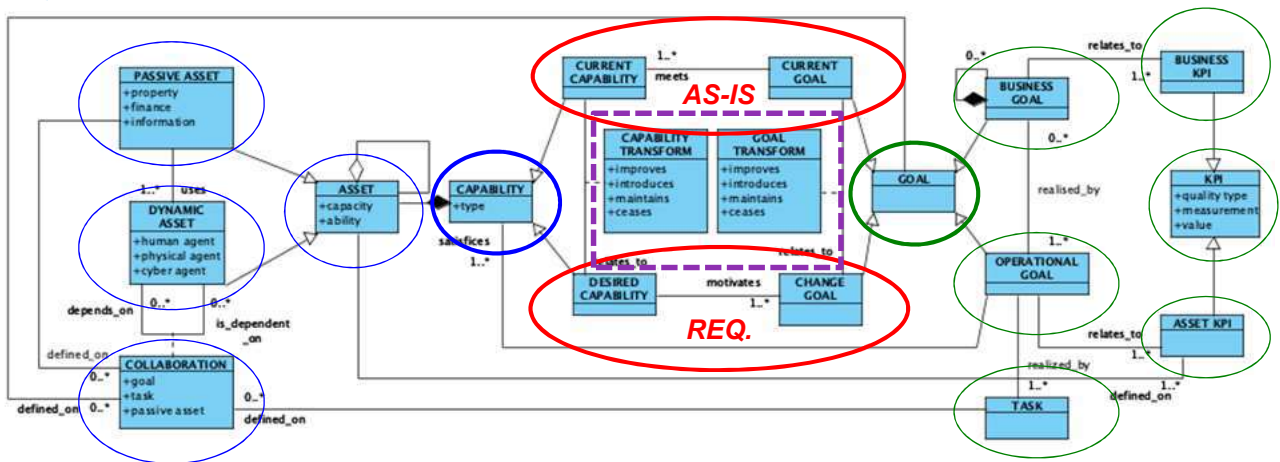 PASSIVE ASSET
+property
+finance
+information
1..* uses
DYNAMIC
ASSET
+human agent
+physical agent
+cyber agent
0..*
0..*
depends_on
is_dependent
_on
defined_on
0..*
COLLABORATION
+goal
+task
+passive asset
defined_on
0..*
0..*
defined_on
ASSET
+capacity
+ability
CAPABILITY
+type
satisfices
1..*
CURRENT
CAPABILITY
1..*
meets
CURRENT
GOAL
AS-IS
CAPABILITY
TRANSFORM
+improves
+introduces
+maintains
+ceases
GOAL
TRANSFORM
+improves
+introduces
+maintains
+ceases
relates_to
relates_to
DESIRED
CAPABILITY
motivates
1..*
CHANGE
GOAL
REQ.
GOAL
0..*
BUSINESS
GOAL
relates_to
1..*
BUSINESS
KPI
0..*
realised_by
1..*
KPI
+quality type
+measurement
+value
OPERATIONAL
GOAL
relates_to
1..*
ASSET KPI
realized_by
1..*
1..*
defined_on
TASK